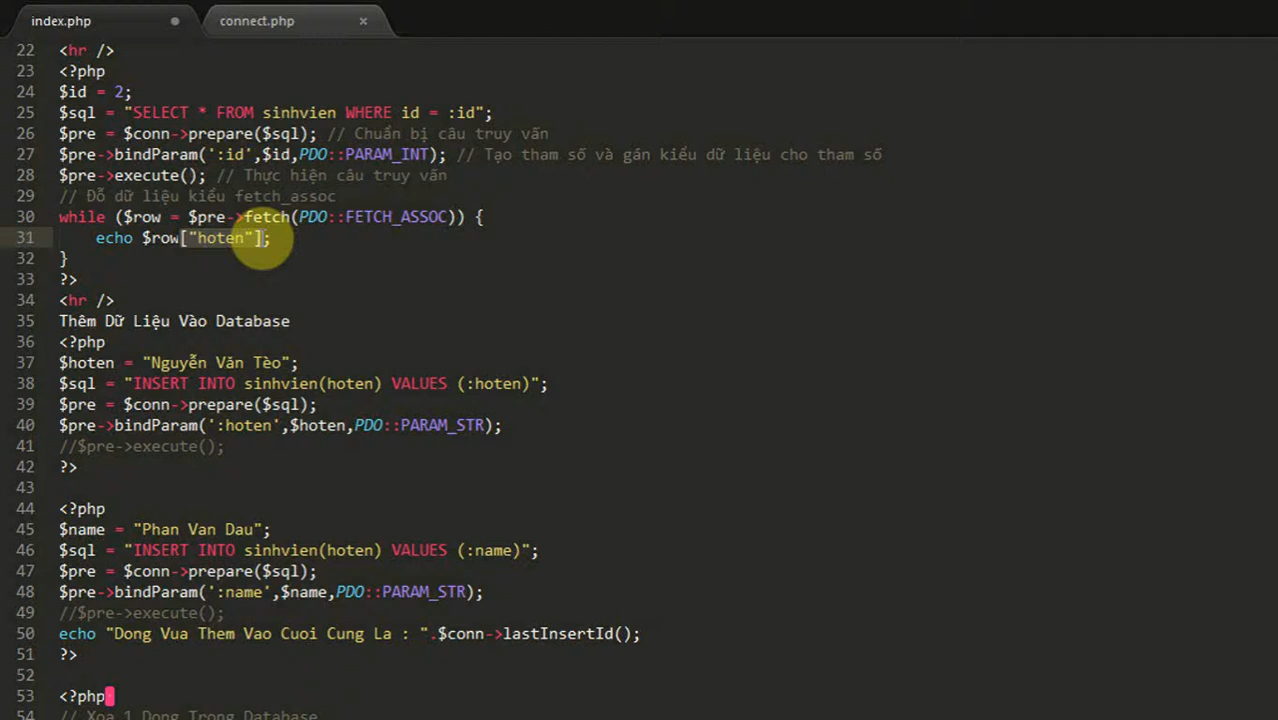 index.php
connect.php ×
22 <hr />
23 <?php
24 $id = 2;
25 $sql = "SELECT * FROM sinhvien WHERE id = :id";
26 $pre = $conn->prepare($sql); // Chuẩn bị câu truy vấn
27 $pre->bindParam(':id',$id,PDO::PARAM_INT); // Tạo tham số và gán kiểu dữ liệu cho tham số
28 $pre->execute(); // Thực hiện câu truy vấn
29 // Đổ dữ liệu kiểu fetch_assoc
30 while ($row = $pre->fetch(PDO::FETCH_ASSOC)) {
31 echo $row["hoten"];
32 }
33 ?>
34 <hr />
35 Thêm Dữ Liệu Vào Database
36 <?php
37 $hoten = "Nguyễn Văn Tèo";
38 $sql = "INSERT INTO sinhvien(hoten) VALUES (:hoten)";
39 $pre = $conn->prepare($sql);
40 $pre->bindParam(':hoten',$hoten,PDO::PARAM_STR);
41 //$pre->execute();
42 ?>
43
44 <?php
45 $name = "Phan Van Dau";
46 $sql = "INSERT INTO sinhvien(hoten) VALUES (:name)";
47 $pre = $conn->prepare($sql);
48 $pre->bindParam(':name',$name,PDO::PARAM_STR);
49 //$pre->execute();
50 echo "Dong Vua Them Vao Cuoi Cung La : ".$conn->lastInsertId();
51 ?>
52
53 <?php
54 // Xoa 1 Dong Trong Database